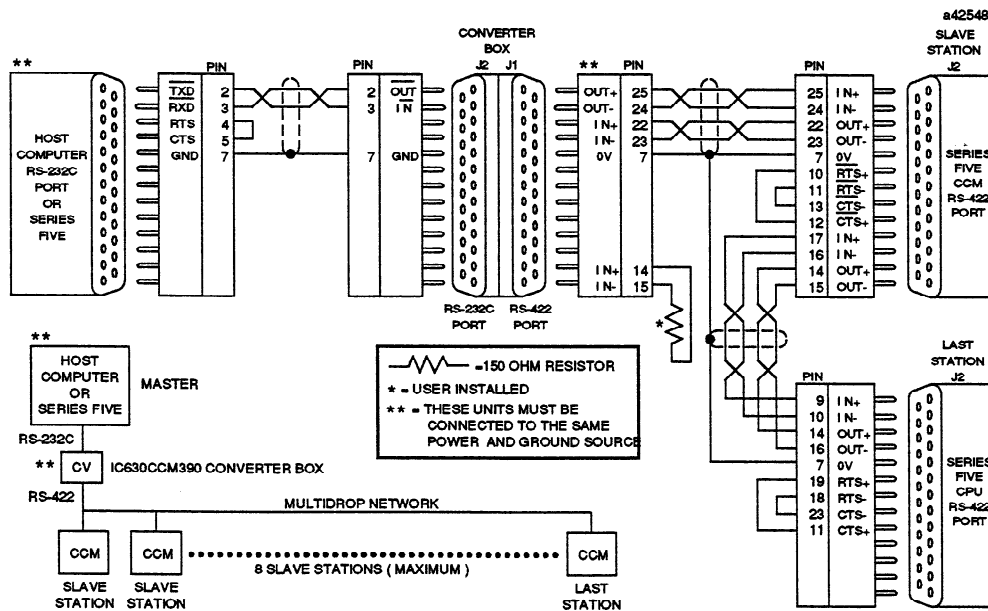 a42548
CONVERTER BOX
SLAVE STATION
**
PIN
PIN
J2 J1
**
PIN
PIN
J2
HOST COMPUTER RS-232C PORT OR SERIES FIVE
TXD 2
RXD 3
RTS 4
CTS 5
GND 7
2 OUT
3 IN
7 GND
RS-232C PORT
RS-422 PORT
OUT+ 25
OUT- 24
IN+ 22
IN- 23
0V 7
IN+ 14
IN- 15
*
25 IN+
24 IN-
22 OUT+
23 OUT-
7 0V
10 RTS+
11 RTS-
13 CTS-
12 CTS+
17 IN+
16 IN-
14 OUT+
15 OUT-
SERIES FIVE CCM RS-422 PORT
=150 OHM RESISTOR
* = USER INSTALLED
** = THESE UNITS MUST BE
CONNECTED TO THE SAME
POWER AND GROUND SOURCE
LAST STATION
PIN
J2
9 IN+
10 IN-
14 OUT+
16 OUT-
7 0V
19 RTS+
18 RTS-
23 CTS-
11 CTS+
SERIES FIVE CPU RS-422 PORT
**
HOST COMPUTER OR SERIES FIVE
MASTER
RS-232C
**
CV
IC630CCM390 CONVERTER BOX
RS-422
MULTIDROP NETWORK
CCM
CCM
CCM
8 SLAVE STATIONS ( MAXIMUM )
SLAVE STATION
SLAVE STATION
LAST STATION